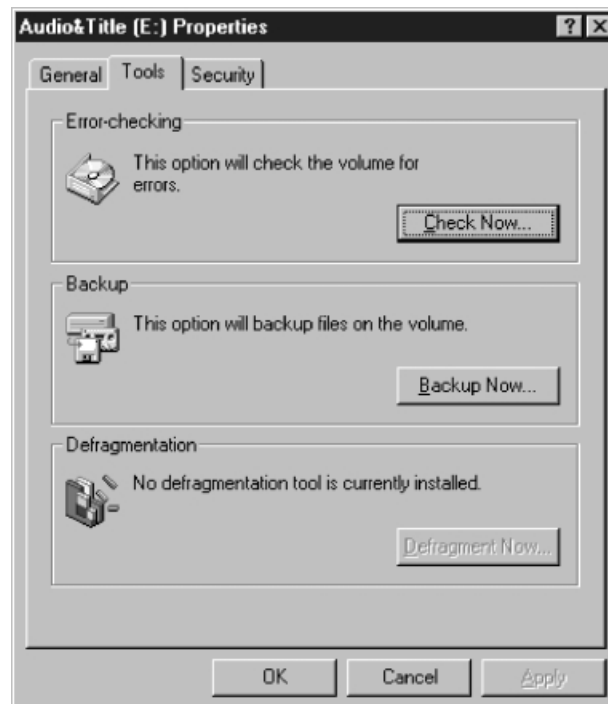 Audio&Title (E:) Properties
General Tools Security
Error-checking
This option will check the volume for
errors.
Check Now...
Backup
This option will backup files on the volume.
Backup Now...
Defragmentation
No defragmentation tool is currently installed.
Defragment Now...
OK Cancel Apply